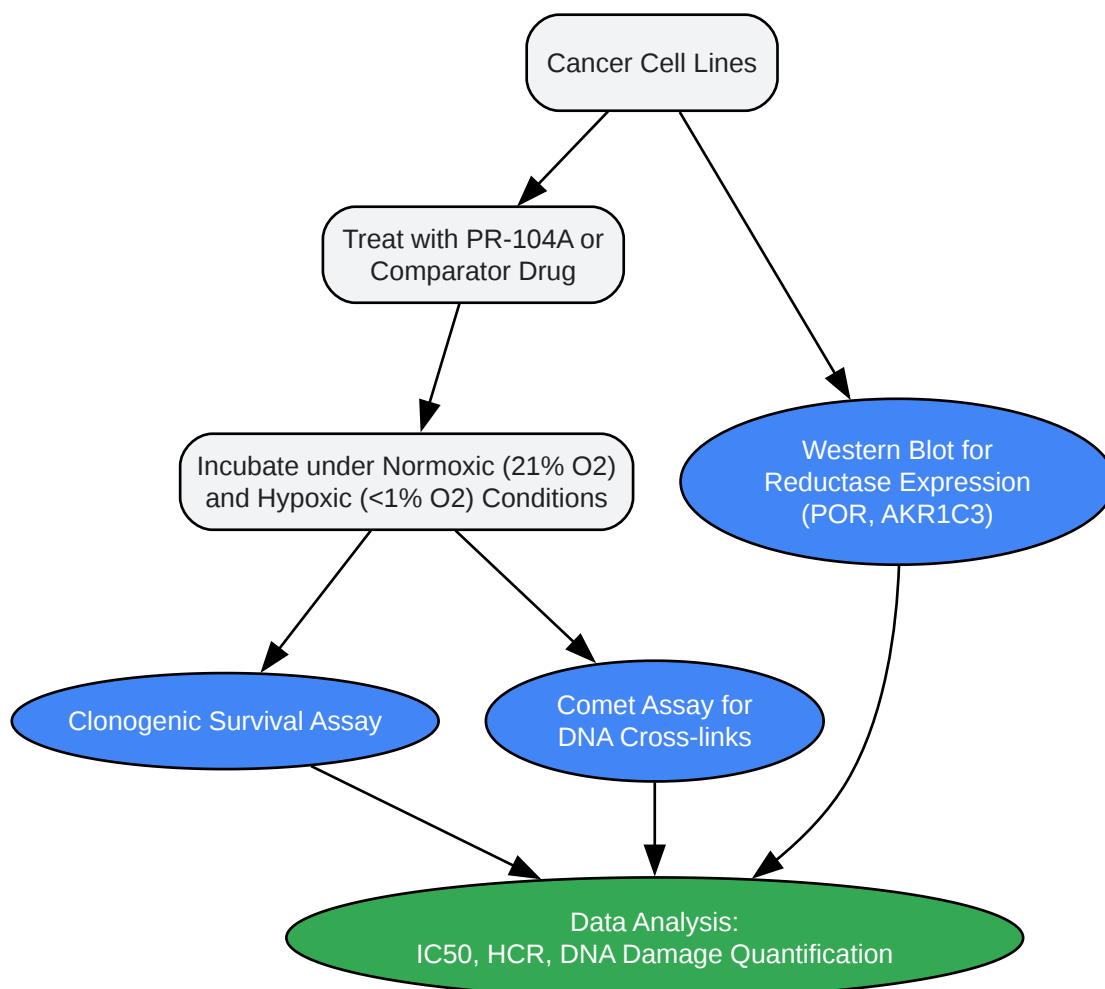 Cancer Cell Lines
Treat with PR-104A or
Comparator Drug
Incubate under Normoxic (21% O2)
and Hypoxic (<1% O2) Conditions
Western Blot for
Reductase Expression
(POR, AKR1C3)
Clonogenic Survival Assay
Comet Assay for
DNA Cross-links
Data Analysis:
IC50, HCR, DNA Damage Quantification